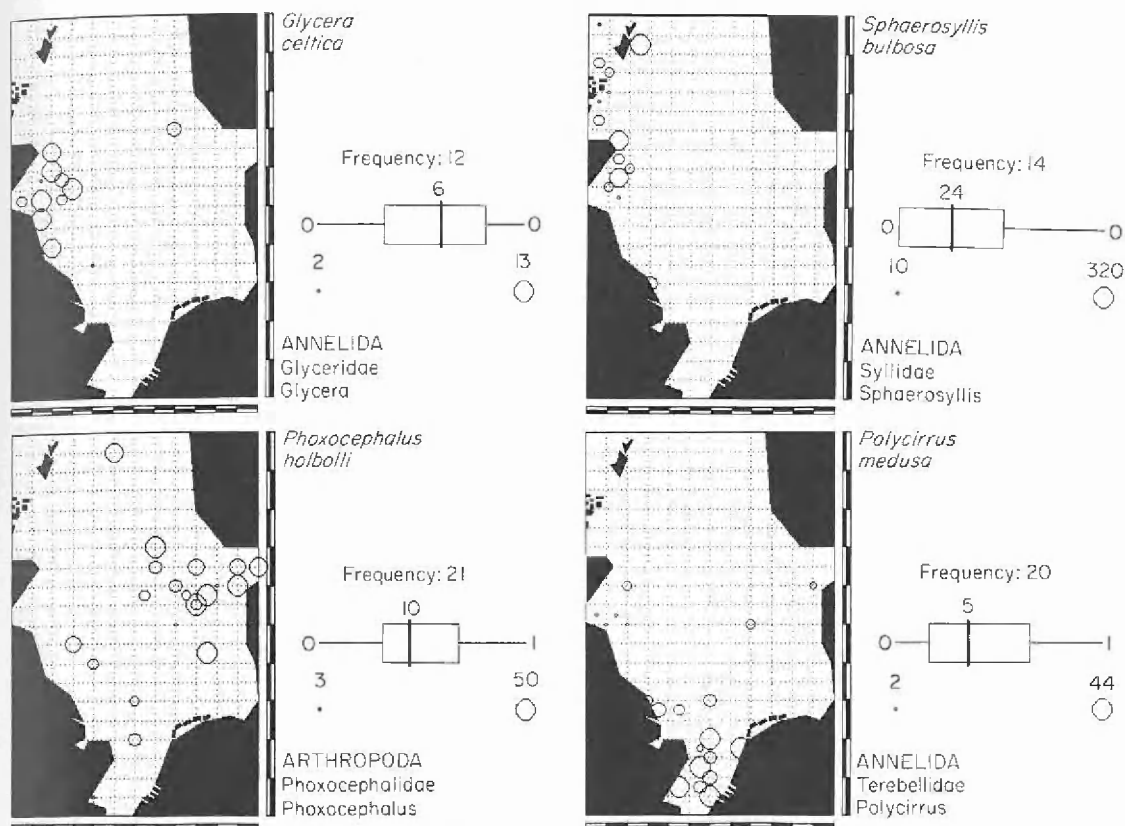 Glycera
celtica
Frequency: 12
6
0 0
2 13
ANNELIDA
Glyceridae
Glycera
Sphaerosyllis
bulbosa
Frequency: 14
24
0 0
10 320
ANNELIDA
Syllidae
Sphaerosyllis
Phoxocephalus
holbolli
Frequency: 21
10
0 1
3 50
ARTHROPODA
Phoxocephalidae
Phoxocephalus
Polycirrus
medusa
Frequency: 20
5
0 1
2 44
ANNELIDA
Terebellidae
Polycirrus